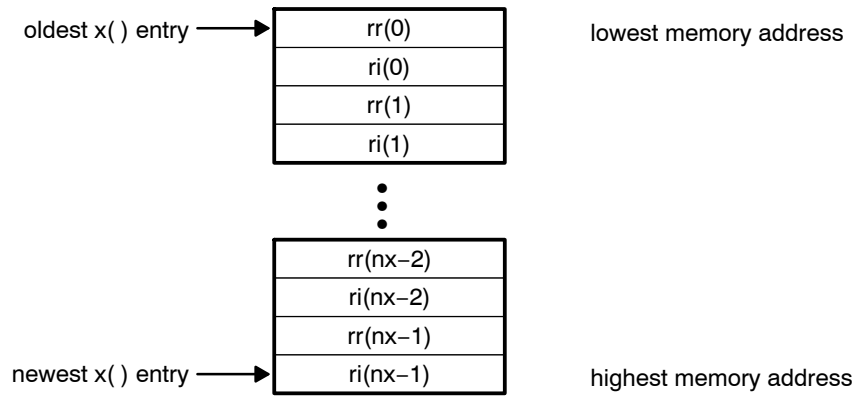 oldest x( ) entry rr(0) lowest memory address
ri(0)
rr(1)
ri(1)
rr(nx−2)
ri(nx−2)
rr(nx−1)
newest x( ) entry ri(nx−1) highest memory address